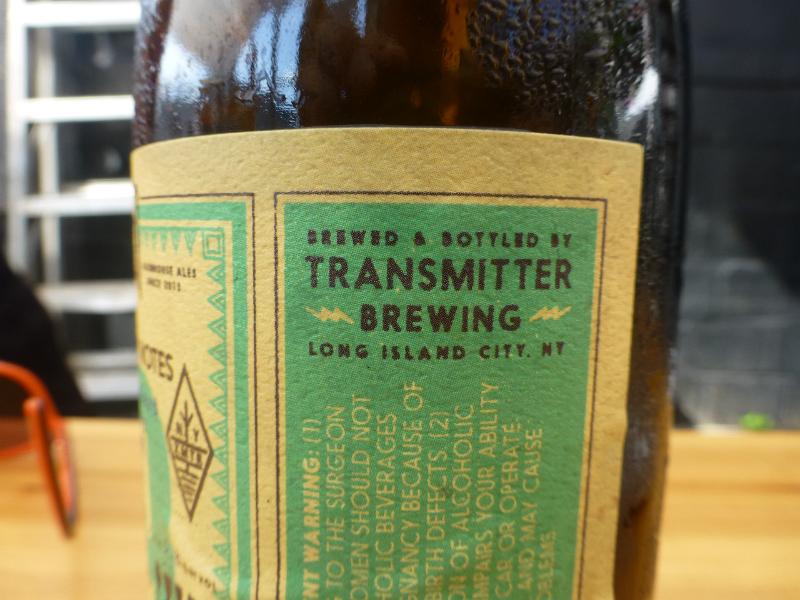 BREWED & BOTTLED BY
TRANSMITTER
BREWING
LONG ISLAND CITY, NY
NT WARNING: (1)
TO THE SURGEON
OMEN SHOULD NOT
HOLIC BEVERAGES
GNANCY BECAUSE OF
BIRTH DEFECTS. (2)
ON OF ALCOHOLIC
MPAIRS YOUR ABILITY
CAR OR OPERATE
AND MAY CAUSE
OBLEMS.
ALES
SINCE 2013
NOTES
N Y
TMTR